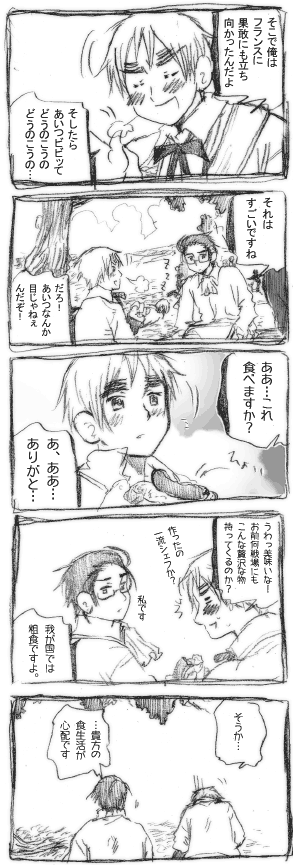 そこで俺は
フランスに
果敢にも立ち
向かったんだよ
そしたら
あいつビビッて
どうのこうの
どうのこうの…
それは
すごいですね
だろ!
あいつなんか
目じゃねぇ
んだぜ!
ああ…これ
食べますか?
あ、ああ…
ありがと…
うわっ美味いな…
お前何戦場にも
こんな贅沢な物
持ってくるのか?
作ったの
一流シェフか?
私です
我が国では
粗食ですよ。
そうか…
…貴方の
食生活が
心配です